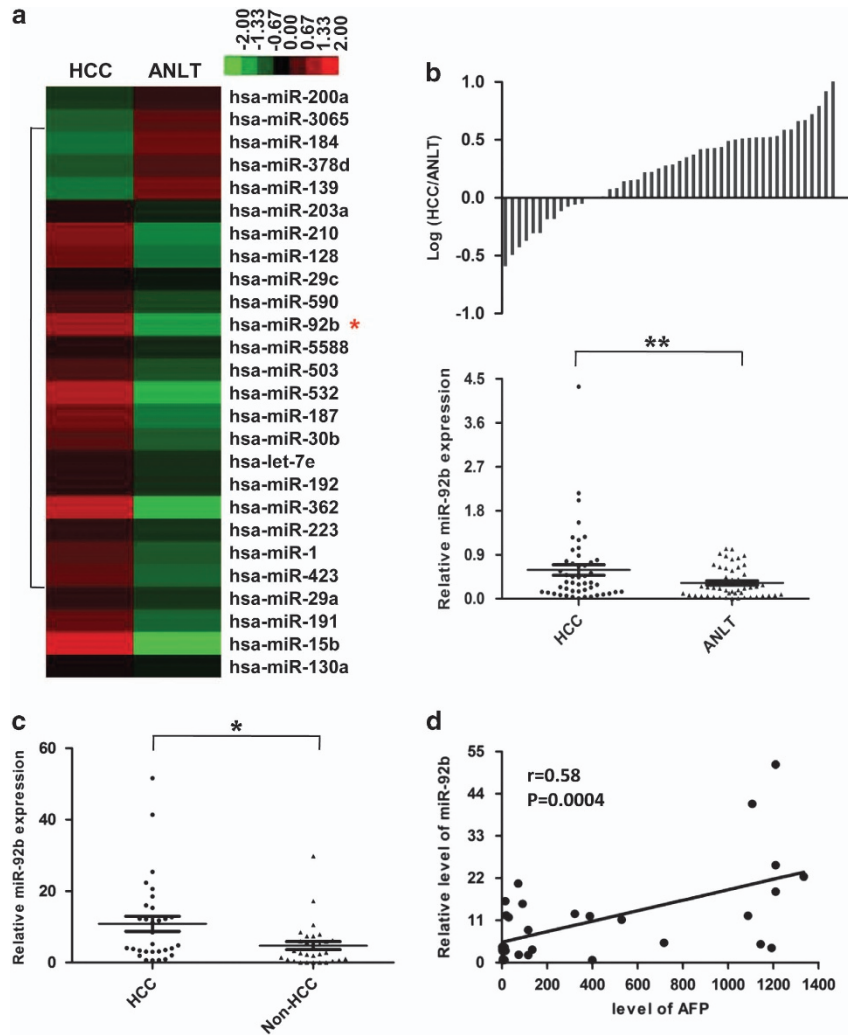 a
-2.00
-1.33
-0.67
0.00
0.67
1.33
2.00
HCC ANLT
hsa-miR-200a
hsa-miR-3065
hsa-miR-184
hsa-miR-378d
hsa-miR-139
hsa-miR-203a
hsa-miR-210
hsa-miR-128
hsa-miR-29c
hsa-miR-590
hsa-miR-92b *
hsa-miR-5588
hsa-miR-503
hsa-miR-532
hsa-miR-187
hsa-miR-30b
hsa-let-7e
hsa-miR-192
hsa-miR-362
hsa-miR-223
hsa-miR-1
hsa-miR-423
hsa-miR-29a
hsa-miR-191
hsa-miR-15b
hsa-miR-130a
b
Log (HCC/ANLT)
1.0
0.5
0.0
-0.5
-1.0
**
Relative miR-92b expression
4.5
3.6
2.7
1.8
0.9
0.0
HCC
ANLT
c
*
Relative miR-92b expression
60
40
20
0
HCC
Non-HCC
d
r=0.58
P=0.0004
Relative level of miR-92b
55
44
33
22
11
0
0 200 400 600 800 1000 1200 1400
level of AFP